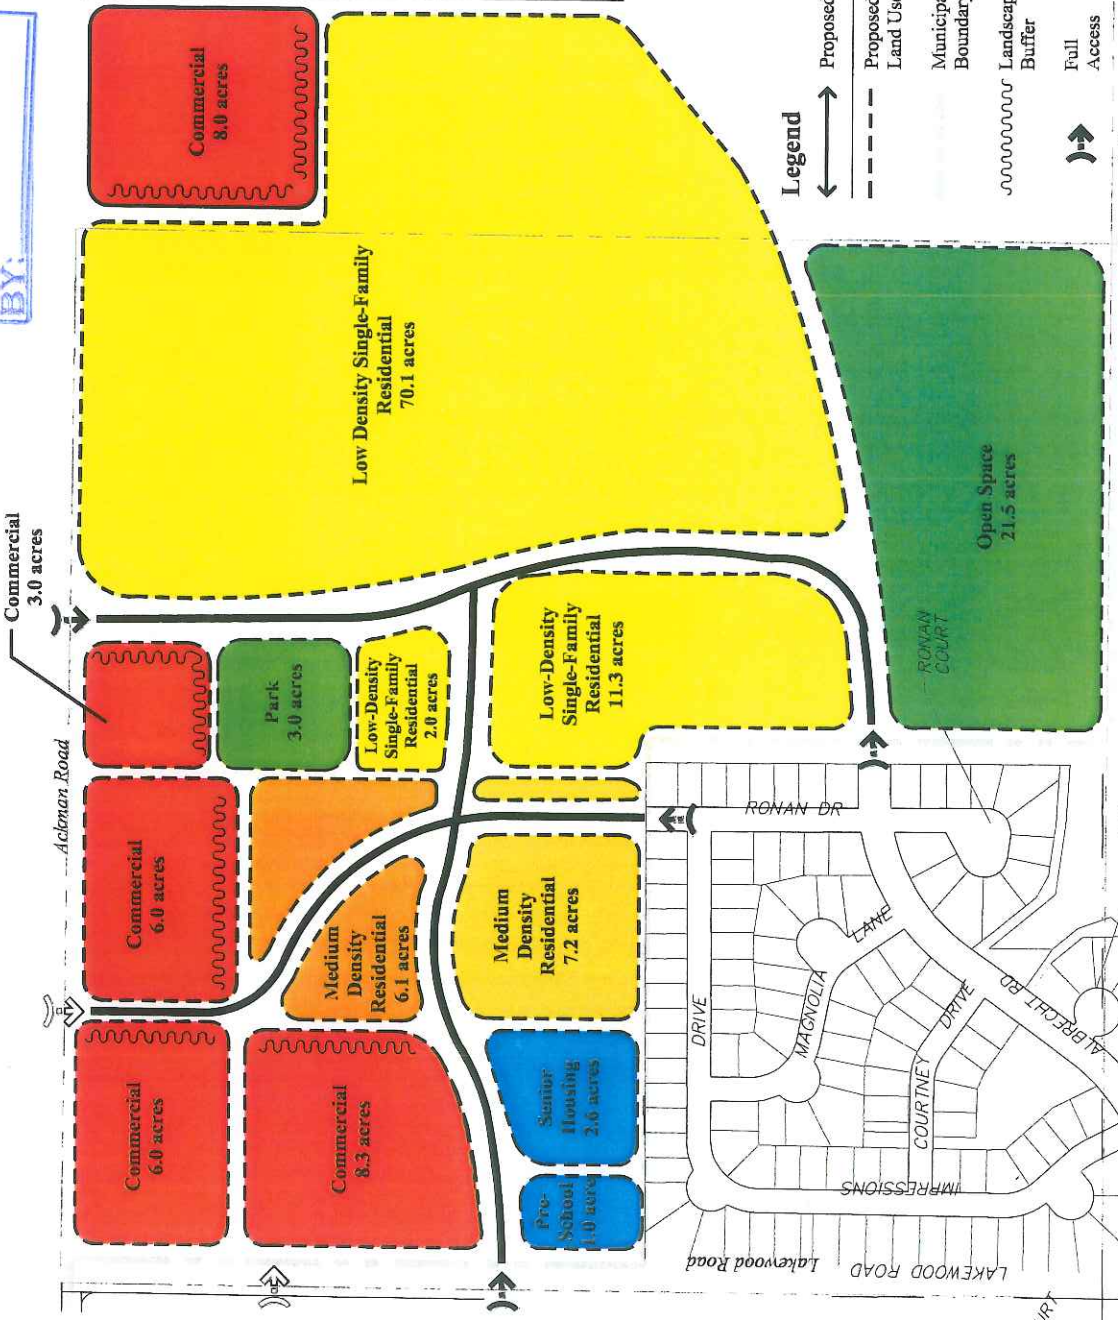 BY:
Commercial
3.0 acres
Ackman Road
Commercial
8.0 acres
Commercial
6.0 acres
Commercial
6.0 acres
Commercial
8.3 acres
Park
3.0 acres
Low-Density
Single-Family
Residential
2.0 acres
Low Density Single-Family
Residential
70.1 acres
Medium
Density
Residential
6.1 acres
Medium
Density
Residential
7.2 acres
Low-Density
Single-Family
Residential
11.3 acres
Senior
Housing
2.6 acres
Pre-
School
1.0 acre
Open Space
21.5 acres
RONAN
COURT
RONAN DR
DRIVE
MAGNOLIA
LANE
COURTNEY
DRIVE
ALBRECHT RD
IMPRESSIONS
Lakewood Road
LAKEWOOD ROAD
Legend
Proposed
Proposed
Land Use
Municipa
Boundary
Landscap
Buffer
Full
Access